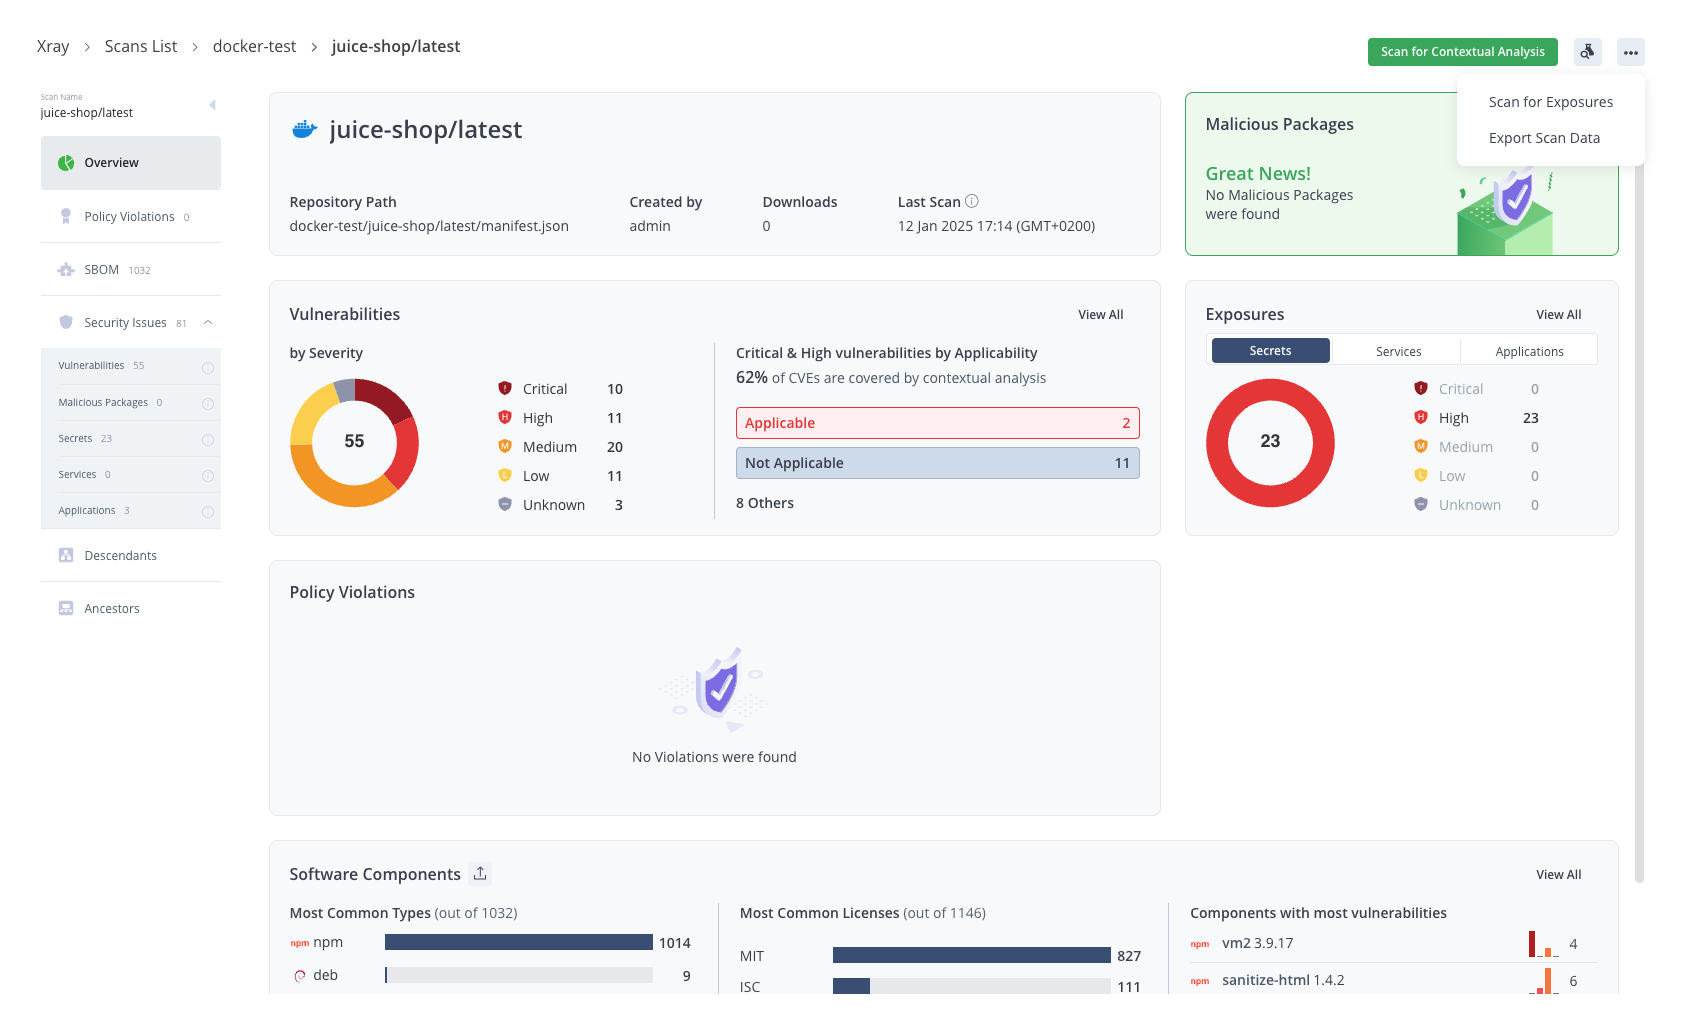 Xray > Scans List > docker-test > juice-shop/latest
Scan for Contextual Analysis
Scan for Exposures
Export Scan Data
Scan Name
juice-shop/latest
Overview
Policy Violations 0
SBOM 1032
Security Issues 81
Vulnerabilities 55
Malicious Packages 0
Secrets 23
Services 0
Applications 3
Descendants
Ancestors
juice-shop/latest
Repository Path
docker-test/juice-shop/latest/manifest.json
Created by
admin
Downloads
0
Last Scan
12 Jan 2025 17:14 (GMT+0200)
Malicious Packages
Great News!
No Malicious Packages
were found
Vulnerabilities
View All
by Severity
55
Critical 10
High 11
Medium 20
Low 11
Unknown 3
Critical & High vulnerabilities by Applicability
62% of CVEs are covered by contextual analysis
Applicable 2
Not Applicable 11
8 Others
Exposures
View All
Secrets
Services
Applications
23
Critical 0
High 23
Medium 0
Low 0
Unknown 0
Policy Violations
No Violations were found
Software Components
View All
Most Common Types (out of 1032)
npm npm 1014
deb 9
Most Common Licenses (out of 1146)
MIT 827
ISC 111
Components with most vulnerabilities
npm vm2 3.9.17 4
npm sanitize-html 1.4.2 6